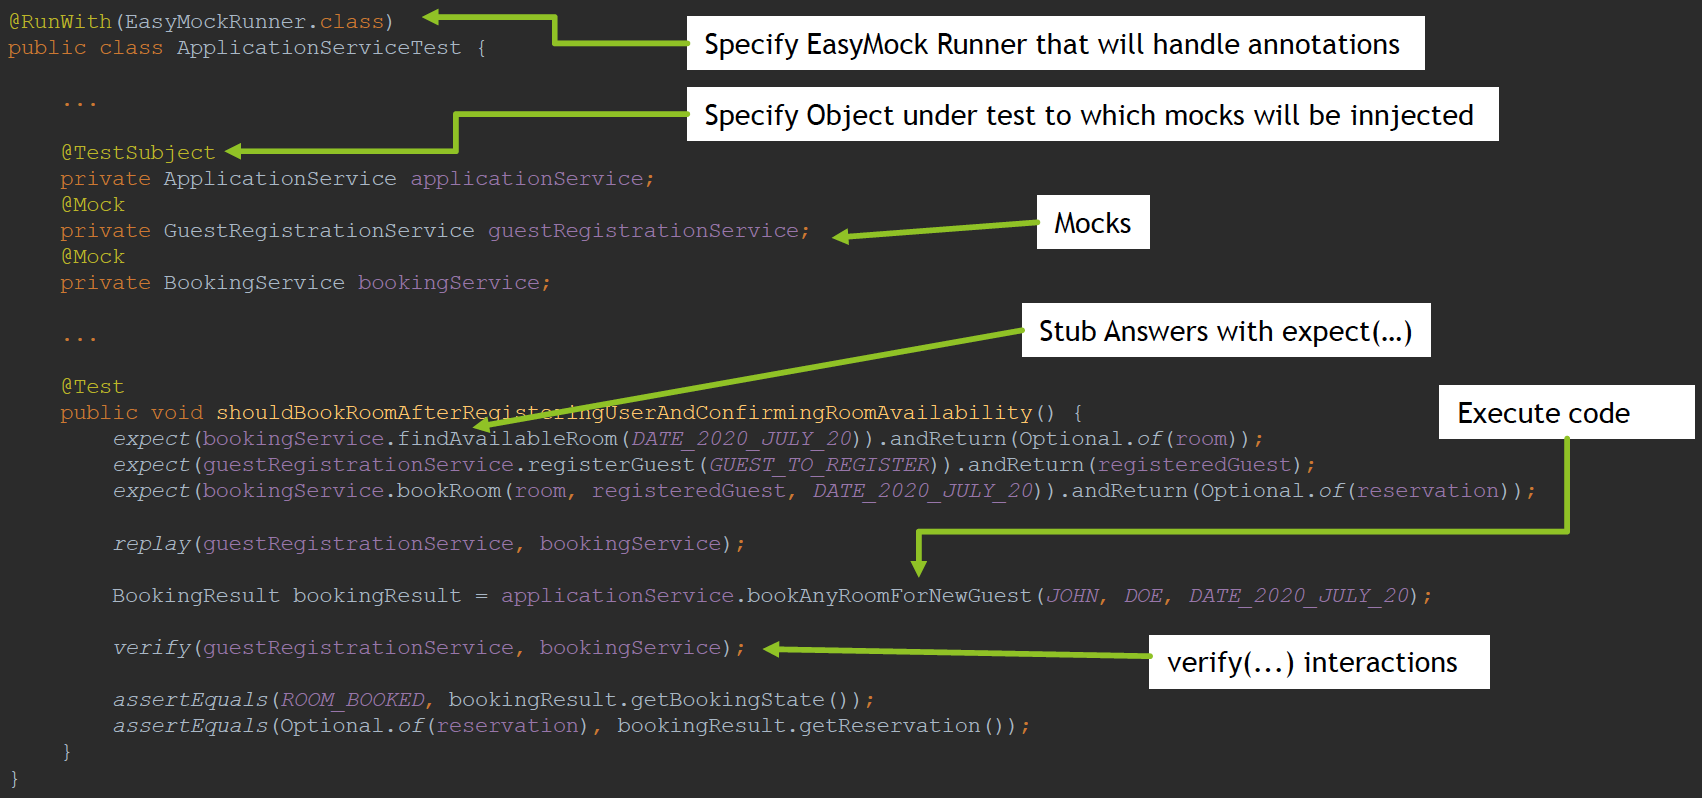 @RunWith(EasyMockRunner.class)
public class ApplicationServiceTest {
Specify EasyMock Runner that will handle annotations
...
Specify Object under test to which mocks will be innjected
@TestSubject
private ApplicationService applicationService;
@Mock
private GuestRegistrationService guestRegistrationService;
Mocks
@Mock
private BookingService bookingService;
...
Stub Answers with expect(…)
@Test
public void shouldBookRoomAfterRegisteringUserAndConfirmingRoomAvailability() {
Execute code
expect(bookingService.findAvailableRoom(DATE_2020_JULY_20)).andReturn(Optional.of(room));
expect(guestRegistrationService.registerGuest(GUEST_TO_REGISTER)).andReturn(registeredGuest);
expect(bookingService.bookRoom(room, registeredGuest, DATE_2020_JULY_20)).andReturn(Optional.of(reservation));
replay(guestRegistrationService, bookingService);
BookingResult bookingResult = applicationService.bookAnyRoomForNewGuest(JOHN, DOE, DATE_2020_JULY_20);
verify(guestRegistrationService, bookingService);
verify(...) interactions
assertEquals(ROOM_BOOKED, bookingResult.getBookingState());
assertEquals(Optional.of(reservation), bookingResult.getReservation());
}
}